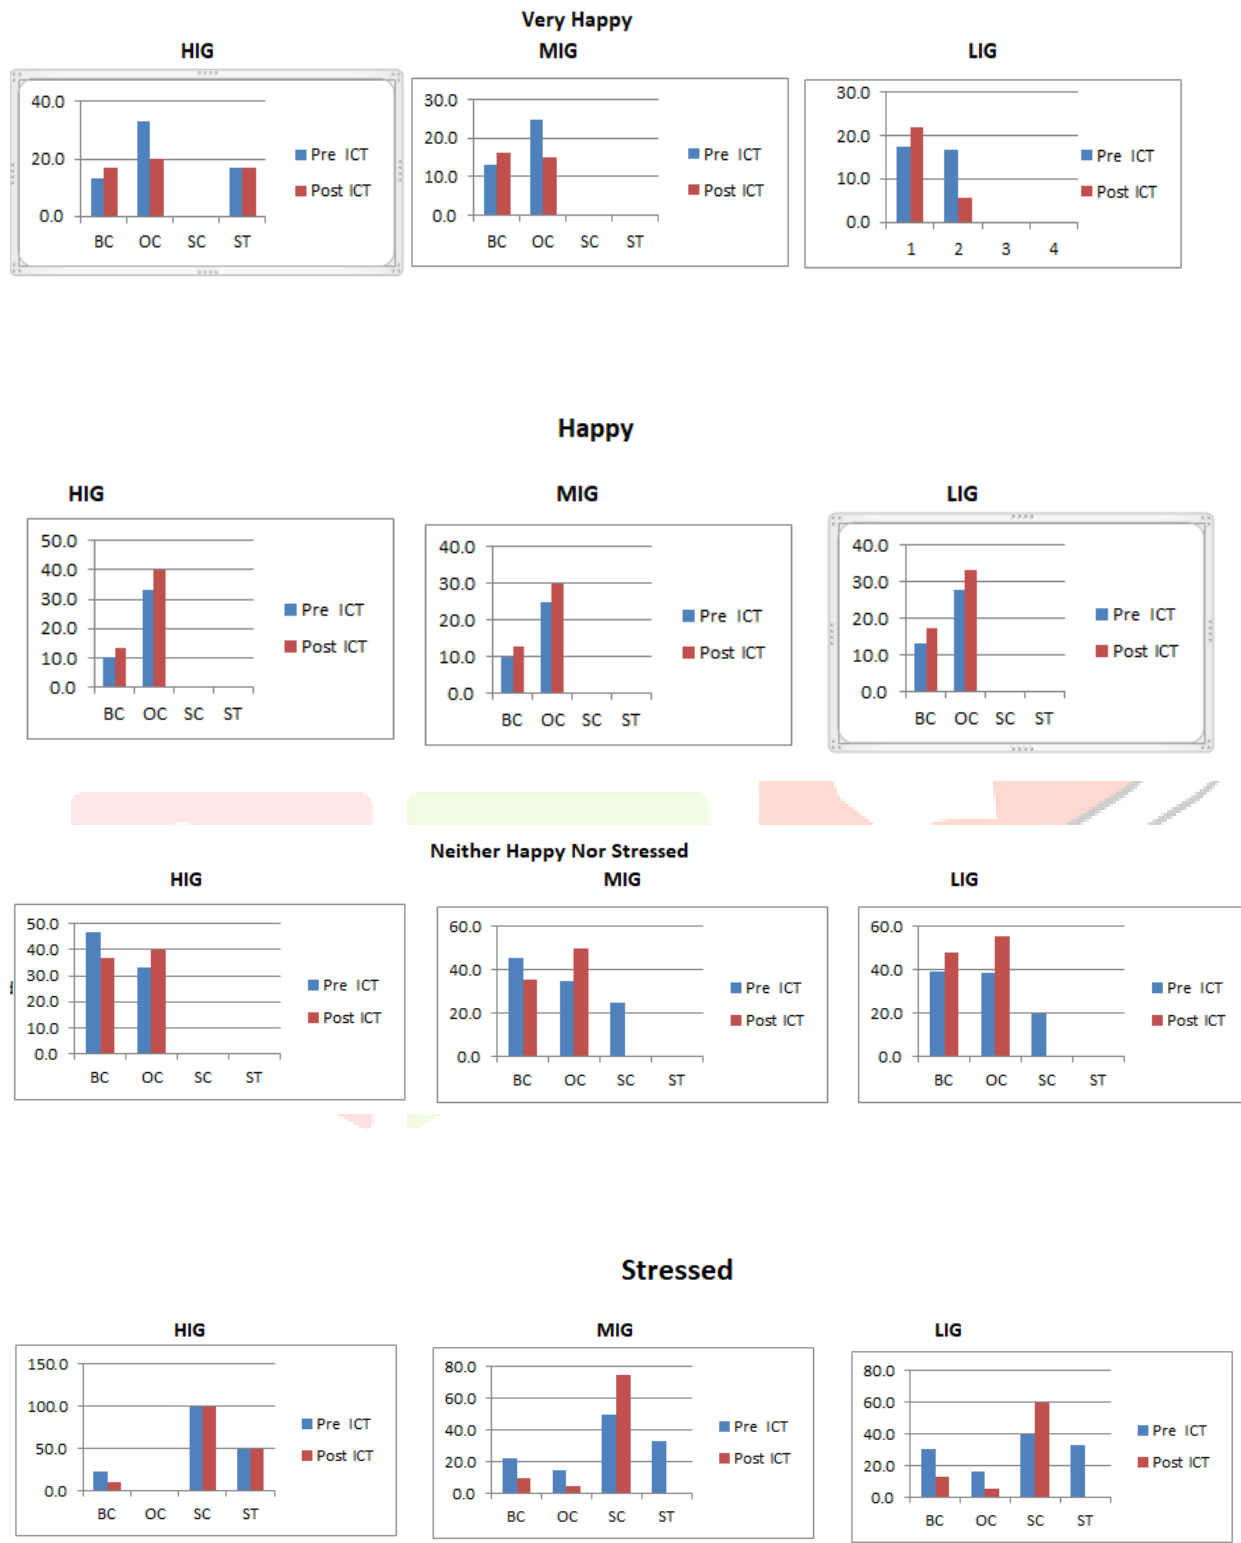 Very Happy
HIG MIG LIG
40.0
20.0
0.0
BC OC SC ST
Pre ICT
Post ICT
30.0
20.0
10.0
0.0
BC OC SC ST
Pre ICT
Post ICT
30.0
20.0
10.0
0.0
1 2 3 4
Pre ICT
Post ICT
Happy
HIG MIG LIG
50.0
40.0
30.0
20.0
10.0
0.0
BC OC SC ST
Pre ICT
Post ICT
40.0
30.0
20.0
10.0
0.0
BC OC SC ST
Pre ICT
Post ICT
40.0
30.0
20.0
10.0
0.0
BC OC SC ST
Pre ICT
Post ICT
Neither Happy Nor Stressed
HIG MIG LIG
50.0
40.0
30.0
20.0
10.0
0.0
BC OC SC ST
Pre ICT
Post ICT
60.0
40.0
20.0
0.0
BC OC SC ST
Pre ICT
Post ICT
60.0
40.0
20.0
0.0
BC OC SC ST
Pre ICT
Post ICT
Stressed
HIG MIG LIG
150.0
100.0
50.0
0.0
BC OC SC ST
Pre ICT
Post ICT
80.0
60.0
40.0
20.0
0.0
BC OC SC ST
Pre ICT
Post ICT
80.0
60.0
40.0
20.0
0.0
BC OC SC ST
Pre ICT
Post ICT